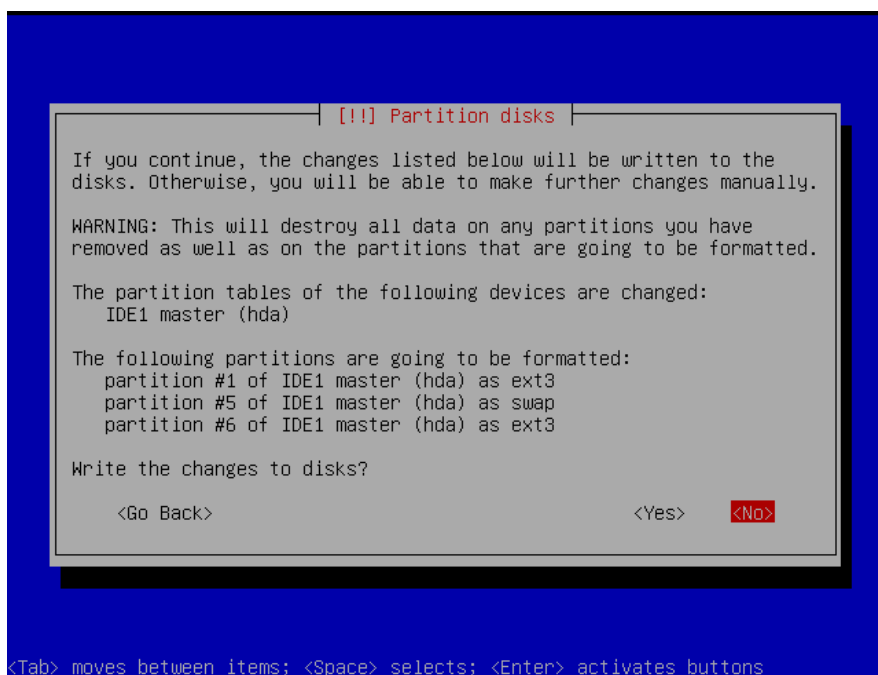 [!!] Partition disks
If you continue, the changes listed below will be written to the
disks. Otherwise, you will be able to make further changes manually.
WARNING: This will destroy all data on any partitions you have
removed as well as on the partitions that are going to be formatted.
The partition tables of the following devices are changed:
IDE1 master (hda)
The following partitions are going to be formatted:
partition #1 of IDE1 master (hda) as ext3
partition #5 of IDE1 master (hda) as swap
partition #6 of IDE1 master (hda) as ext3
Write the changes to disks?
<Go Back> <Yes> <No>
<Tab> moves between items; <Space> selects; <Enter> activates buttons